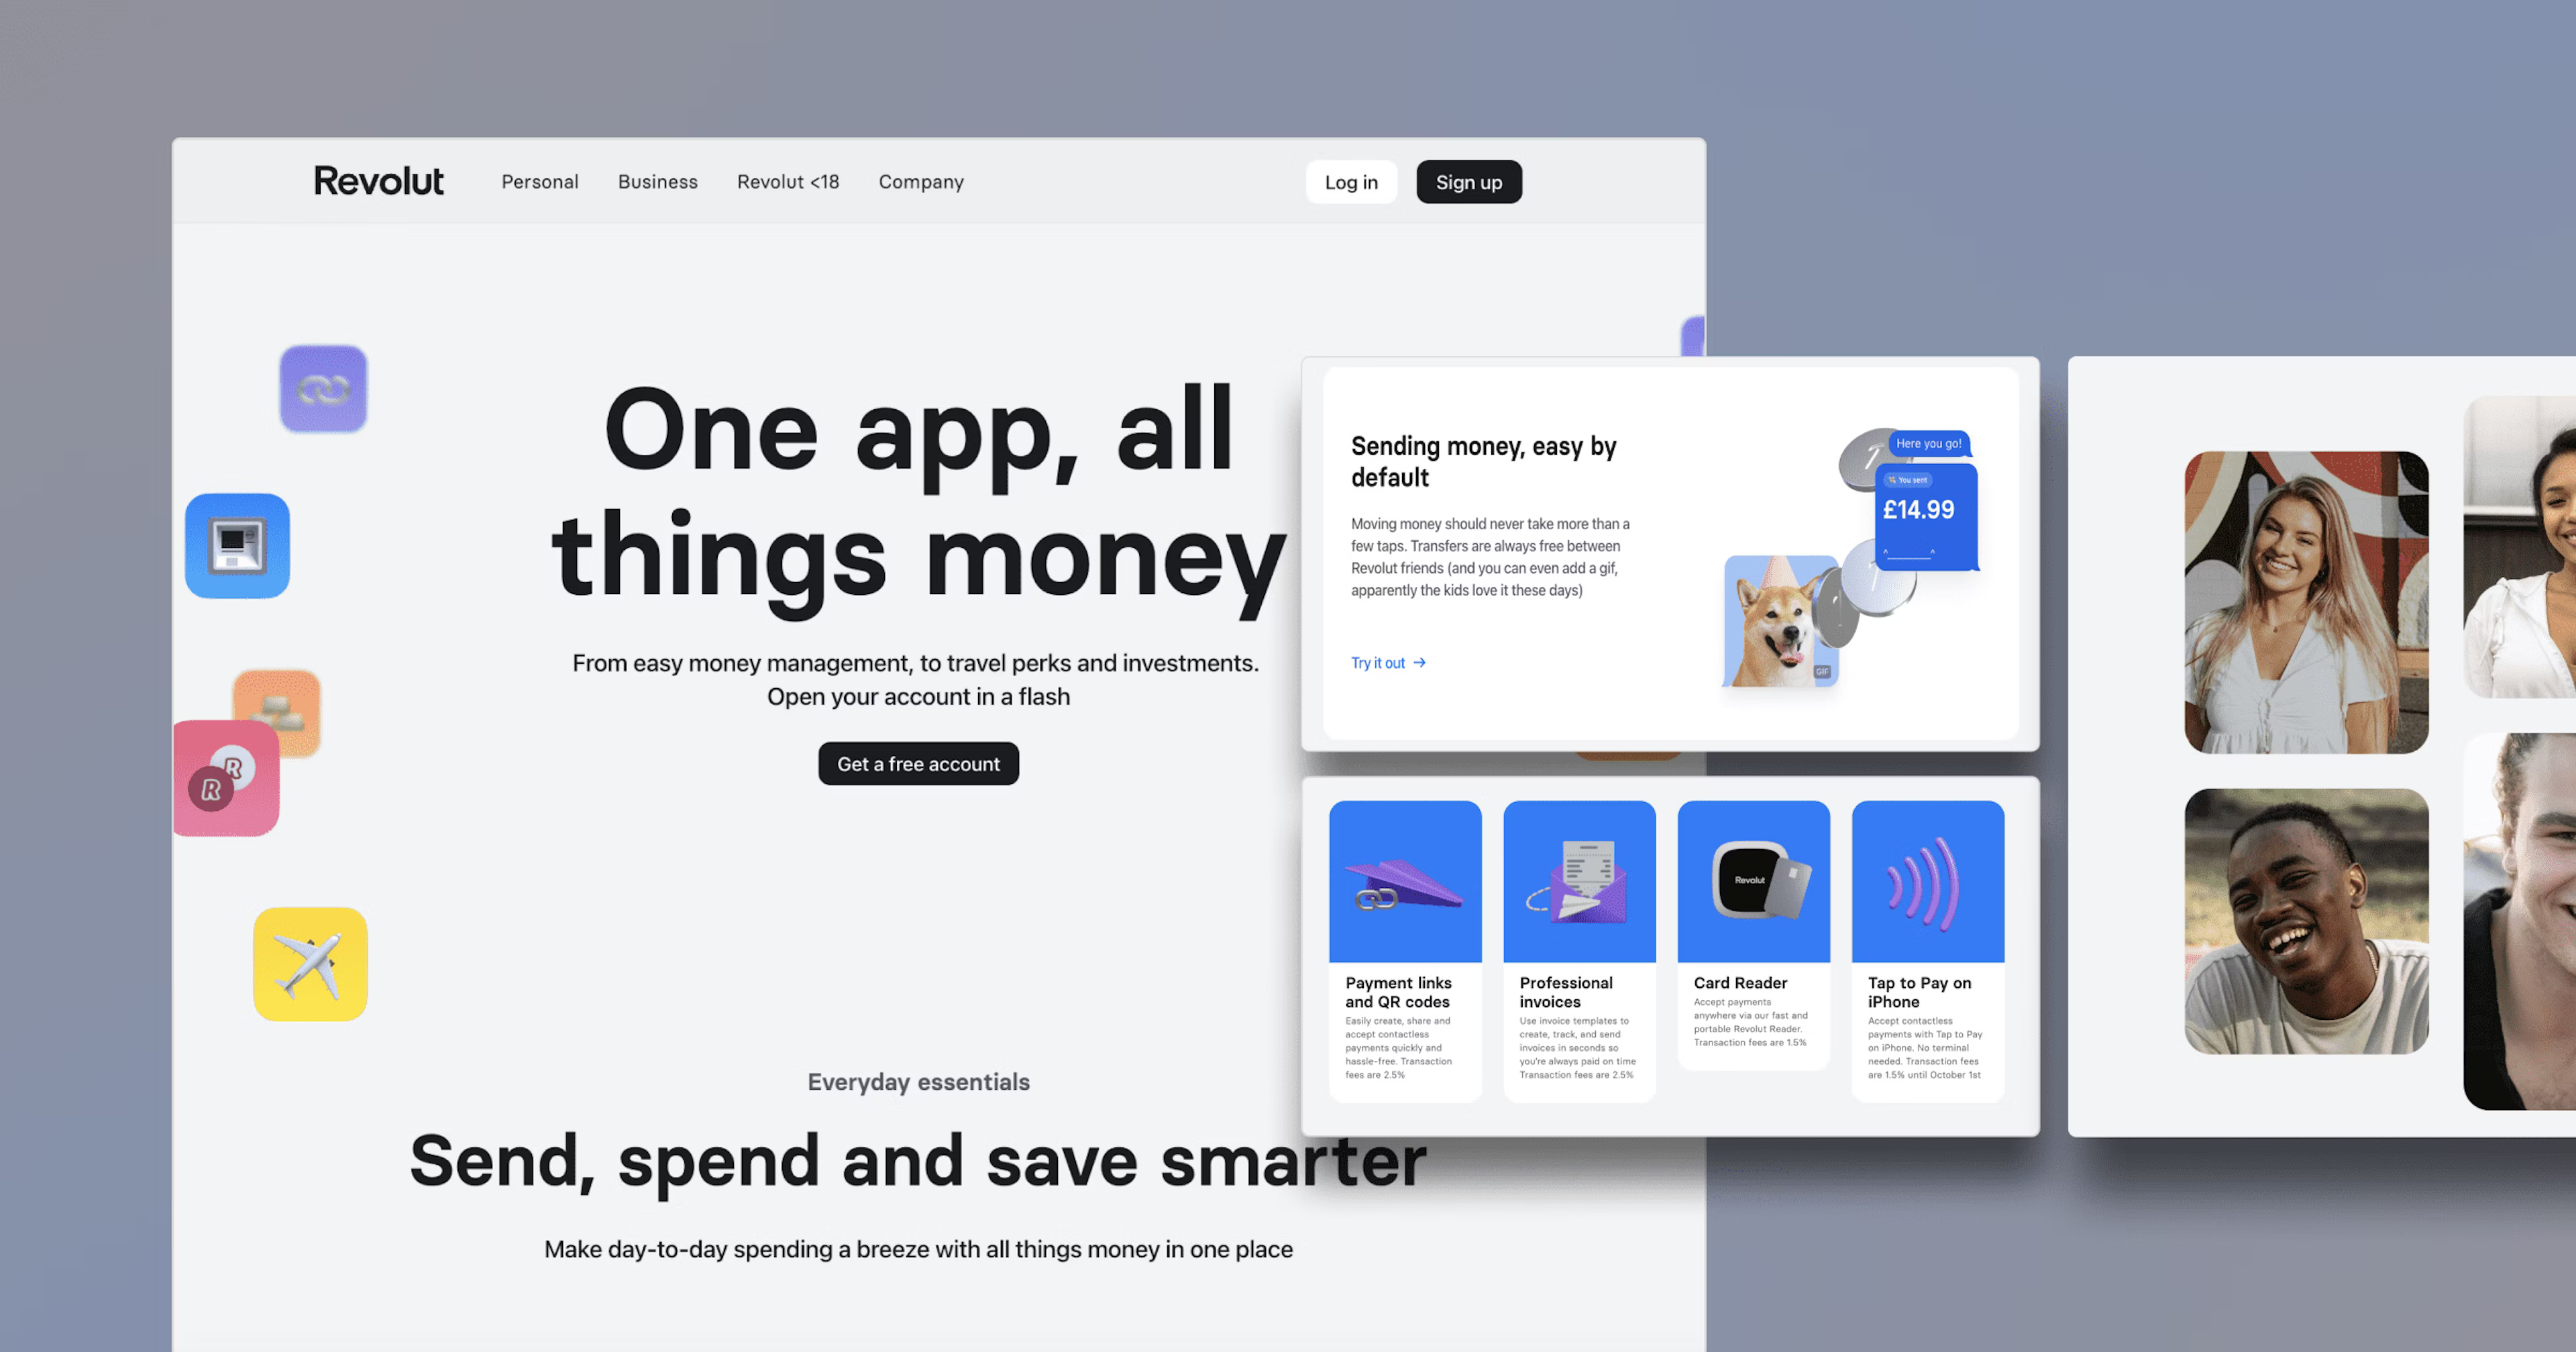 Revolut
Personal
Business
Revolut <18
Company
Log in
Sign up
One app, all
things money
From easy money management, to travel perks and investments.
Open your account in a flash
Get a free account
R
R
Everyday essentials
Send, spend and save smarter
Make day-to-day spending a breeze with all things money in one place
Sending money, easy by
default
Moving money should never take more than a
few taps. Transfers are always free between
Revolut friends (and you can even add a gif,
apparently the kids love it these days)
Try it out →
Here you go!
You sent
£14.99
GIF
Payment links
and QR codes
Easily create, share and
accept contactless
payments quickly and
hassle-free. Transaction
fees are 2.5%
Professional
invoices
Use invoice templates to
create, track, and send
invoices in seconds so
you're always paid on time
Transaction fees are 2.5%
Revolut
Card Reader
Accept payments
anywhere via our fast and
portable Revolut Reader.
Transaction fees are 1.5%
Tap to Pay on
iPhone
Accept contactless
payments with Tap to Pay
on iPhone. No terminal
needed. Transaction fees
are 1.5% until October 1st